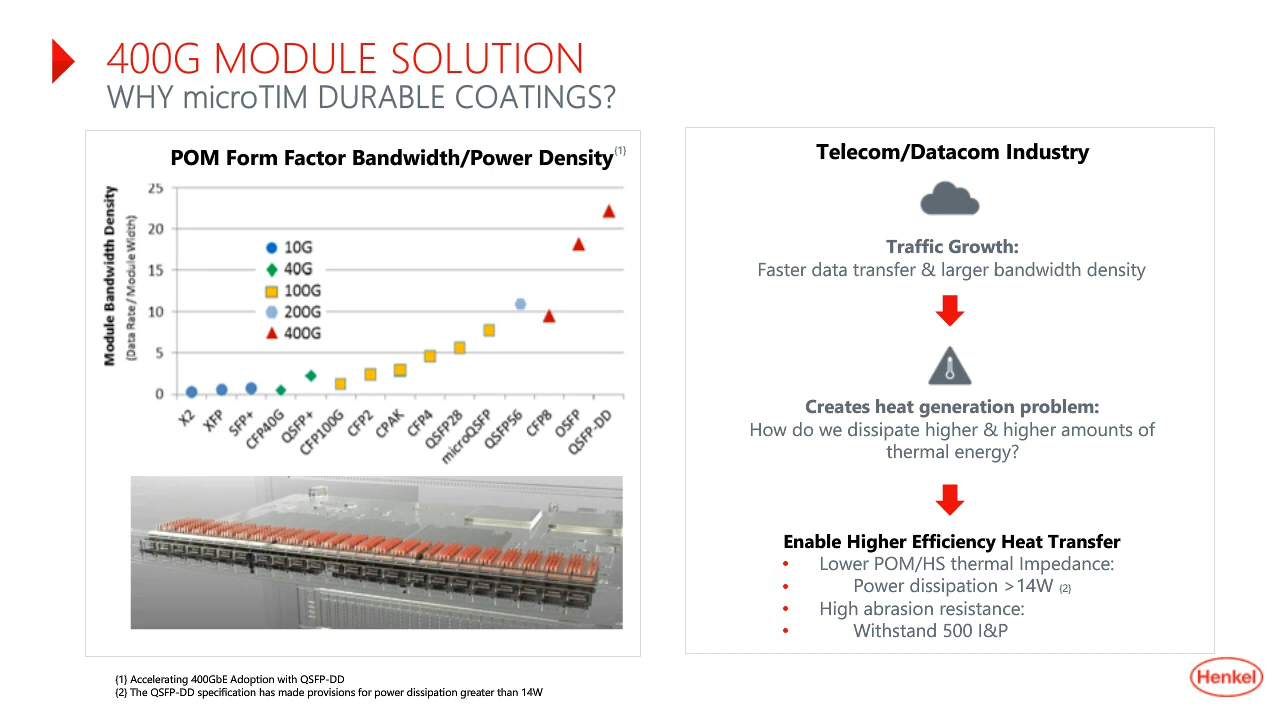 400G MODULE SOLUTION
WHY microTIM DURABLE COATINGS?
POM Form Factor Bandwidth/Power Density{1}
Module Bandwidth Density
(Data Rate / Module Width)
25
20
15
10
5
0
10G
40G
100G
200G
400G
X2
XFP
SFP+
CFP40G
QSFP+
CFP100G
CFP2
CPAK
CFP4
QSFP28
microQSFP
QSFP56
CFP8
OSFP
QSFP-DD
Telecom/Datacom Industry
Traffic Growth:
Faster data transfer & larger bandwidth density
Creates heat generation problem:
How do we dissipate higher & higher amounts of
thermal energy?
Enable Higher Efficiency Heat Transfer
• Lower POM/HS thermal Impedance:
• Power dissipation >14W {2}
• High abrasion resistance:
• Withstand 500 I&P
{1} Accelerating 400GbE Adoption with QSFP-DD
{2} The QSFP-DD specification has made provisions for power dissipation greater than 14W
Henkel